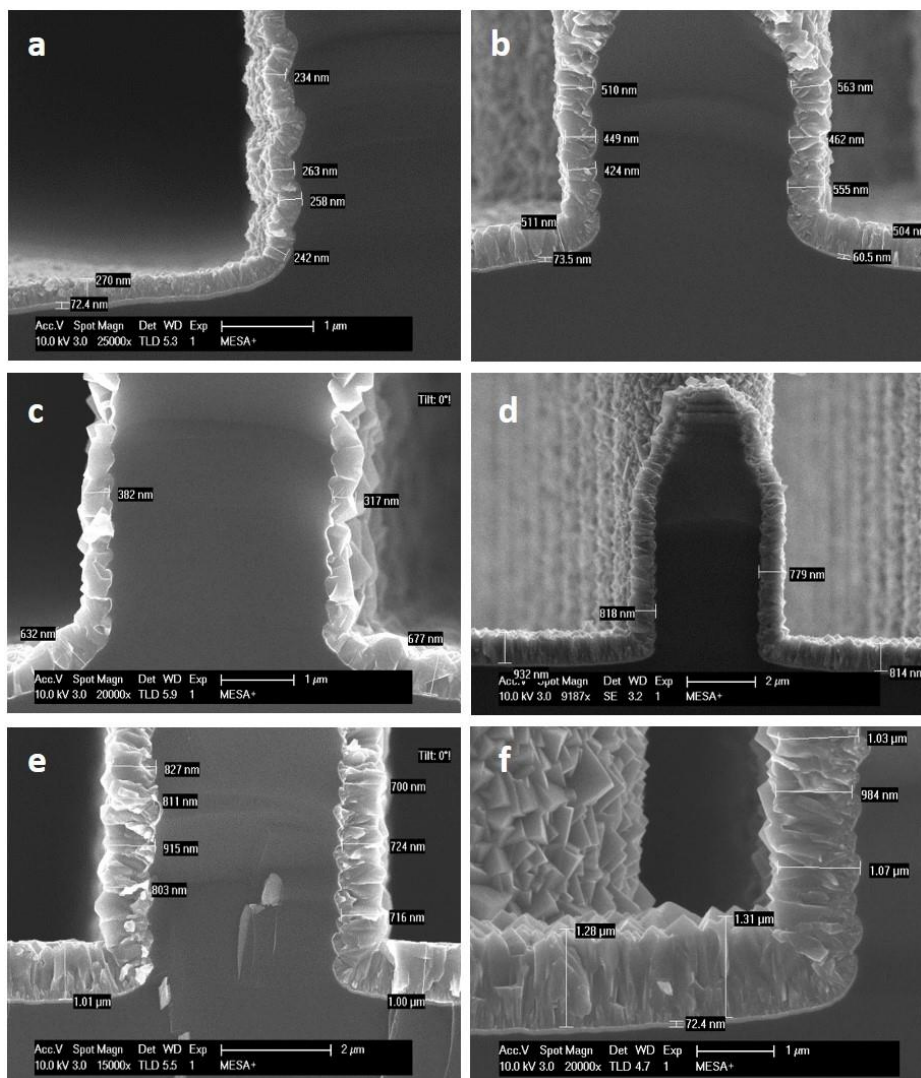 a
234 nm
263 nm
258 nm
242 nm
270 nm
72.4 nm
Acc.V Spot Magn Det WD Exp 1 µm
10.0 kV 3.0 25000x TLD 5.3 1 MESA+
b
510 nm
563 nm
449 nm
462 nm
424 nm
555 nm
511 nm
504 nm
73.5 nm
60.5 nm
Acc.V Spot Magn Det WD Exp 1 µm
10.0 kV 3.0 25000x TLD 5.2 1 MESA+
c
Tilt: 0°!
382 nm
317 nm
632 nm
677 nm
Acc.V Spot Magn Det WD Exp 1 µm
10.0 kV 3.0 20000x TLD 5.9 1 MESA+
d
779 nm
818 nm
932 nm
814 nm
Acc.V Spot Magn Det WD Exp 2 µm
10.0 kV 3.0 9187x SE 3.2 1 MESA+
e
Tilt: 0°!
827 nm
700 nm
811 nm
915 nm
724 nm
803 nm
716 nm
1.01 µm
1.00 µm
Acc.V Spot Magn Det WD Exp 2 µm
10.0 kV 3.0 15000x TLD 5.5 1 MESA+
f
1.03 µm
984 nm
1.07 µm
1.31 µm
1.28 µm
72.4 nm
Acc.V Spot Magn Det WD Exp 1 µm
10.0 kV 3.0 20000x TLD 4.7 1 MESA+